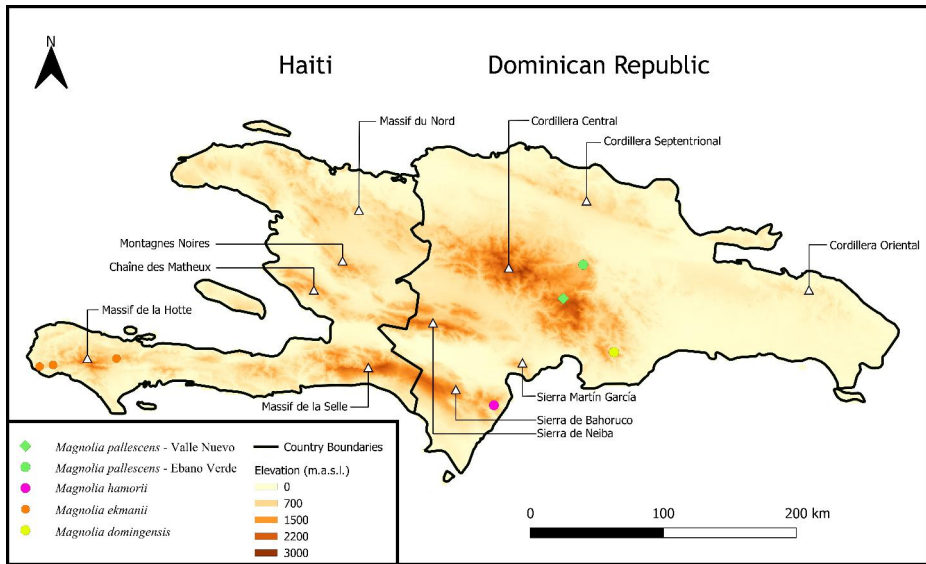 N
Haiti
Dominican Republic
Massif du Nord
Cordillera Central
Cordillera Septentrional
Montagnes Noires
Chaîne des Matheux
Massif de la Hotte
Cordillera Oriental
Massif de la Selle
Sierra Martín García
Sierra de Bahoruco
Sierra de Neiba
Magnolia pallescens - Valle Nuevo
Magnolia pallescens - Ebano Verde
Magnolia hamorii
Magnolia ekmanii
Magnolia domingensis
Country Boundaries
Elevation (m.a.s.l.)
0
700
1500
2200
3000
0 100 200 km